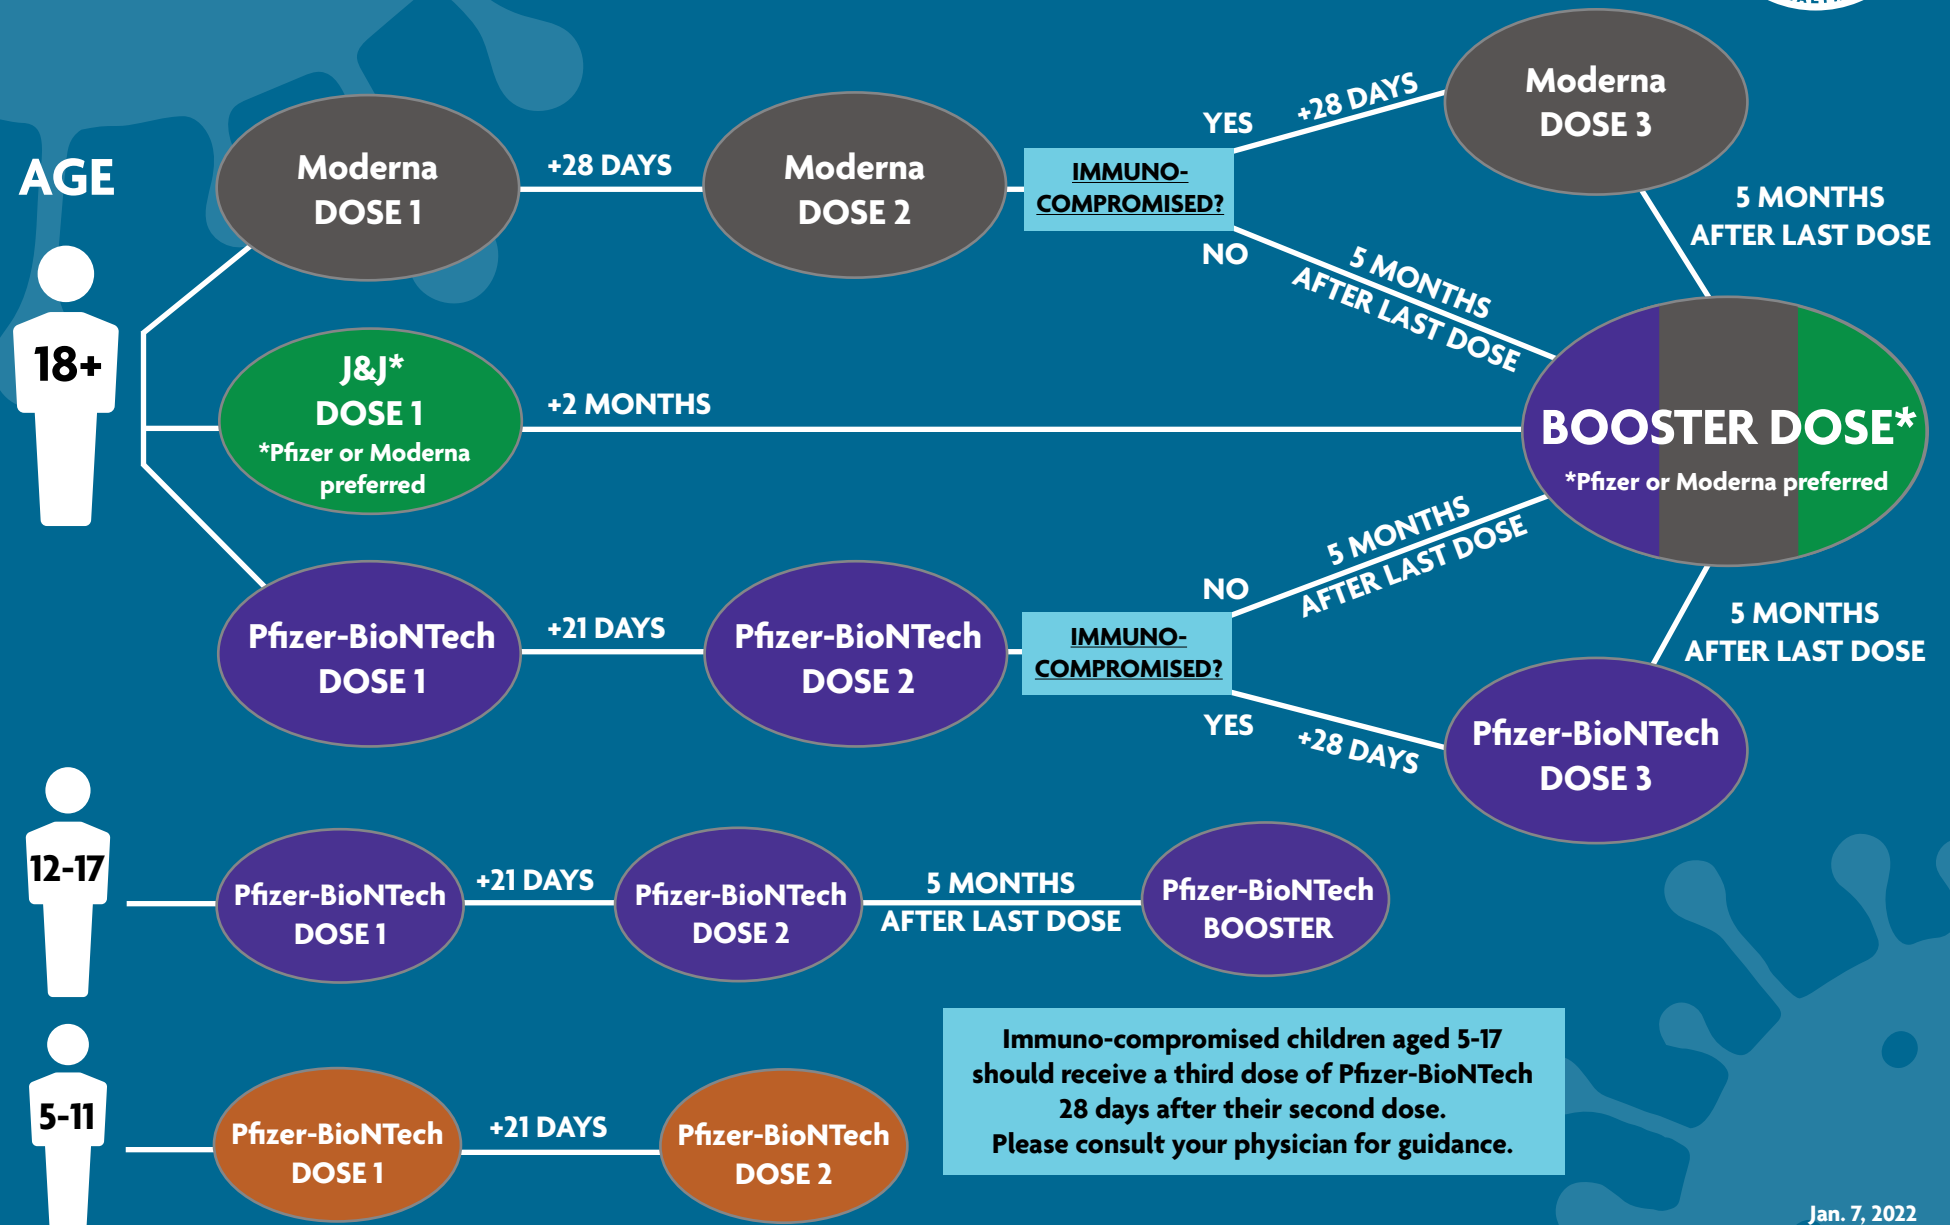 AGE
18+
Moderna
DOSE 1
+28 DAYS
Moderna
DOSE 2
IMMUNO-
COMPROMISED?
YES
+28 DAYS
Moderna
DOSE 3
5 MONTHS
AFTER LAST DOSE
NO
5 MONTHS
AFTER LAST DOSE
J&J*
DOSE 1
*Pfizer or Moderna
preferred
+2 MONTHS
BOOSTER DOSE*
*Pfizer or Moderna preferred
Pfizer-BioNTech
DOSE 1
+21 DAYS
Pfizer-BioNTech
DOSE 2
IMMUNO-
COMPROMISED?
NO
5 MONTHS
AFTER LAST DOSE
YES
+28 DAYS
Pfizer-BioNTech
DOSE 3
5 MONTHS
AFTER LAST DOSE
12-17
Pfizer-BioNTech
DOSE 1
+21 DAYS
Pfizer-BioNTech
DOSE 2
5 MONTHS
AFTER LAST DOSE
Pfizer-BioNTech
BOOSTER
5-11
Pfizer-BioNTech
DOSE 1
+21 DAYS
Pfizer-BioNTech
DOSE 2
Immuno-compromised children aged 5-17
should receive a third dose of Pfizer-BioNTech
28 days after their second dose.
Please consult your physician for guidance.
Jan. 7, 2022